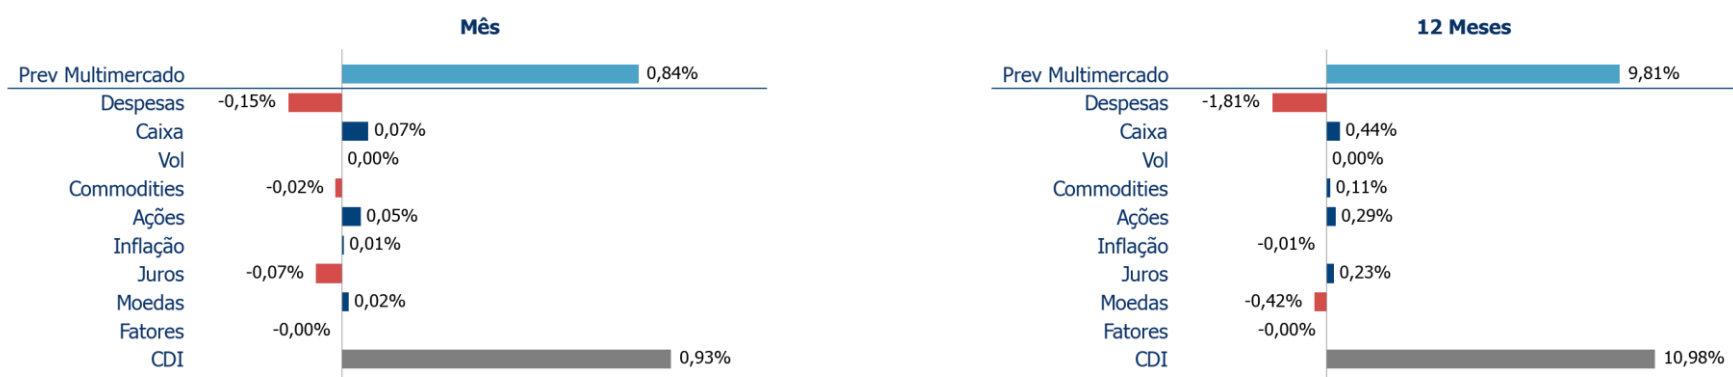 Mês
Prev Multimercado 0,84%
Despesas -0,15%
Caixa 0,07%
Vol 0,00%
Commodities -0,02%
Ações 0,05%
Inflação 0,01%
Juros -0,07%
Moedas 0,02%
Fatores -0,00%
CDI 0,93%
12 Meses
Prev Multimercado 9,81%
Despesas -1,81%
Caixa 0,44%
Vol 0,00%
Commodities 0,11%
Ações 0,29%
Inflação -0,01%
Juros 0,23%
Moedas -0,42%
Fatores -0,00%
CDI 10,98%